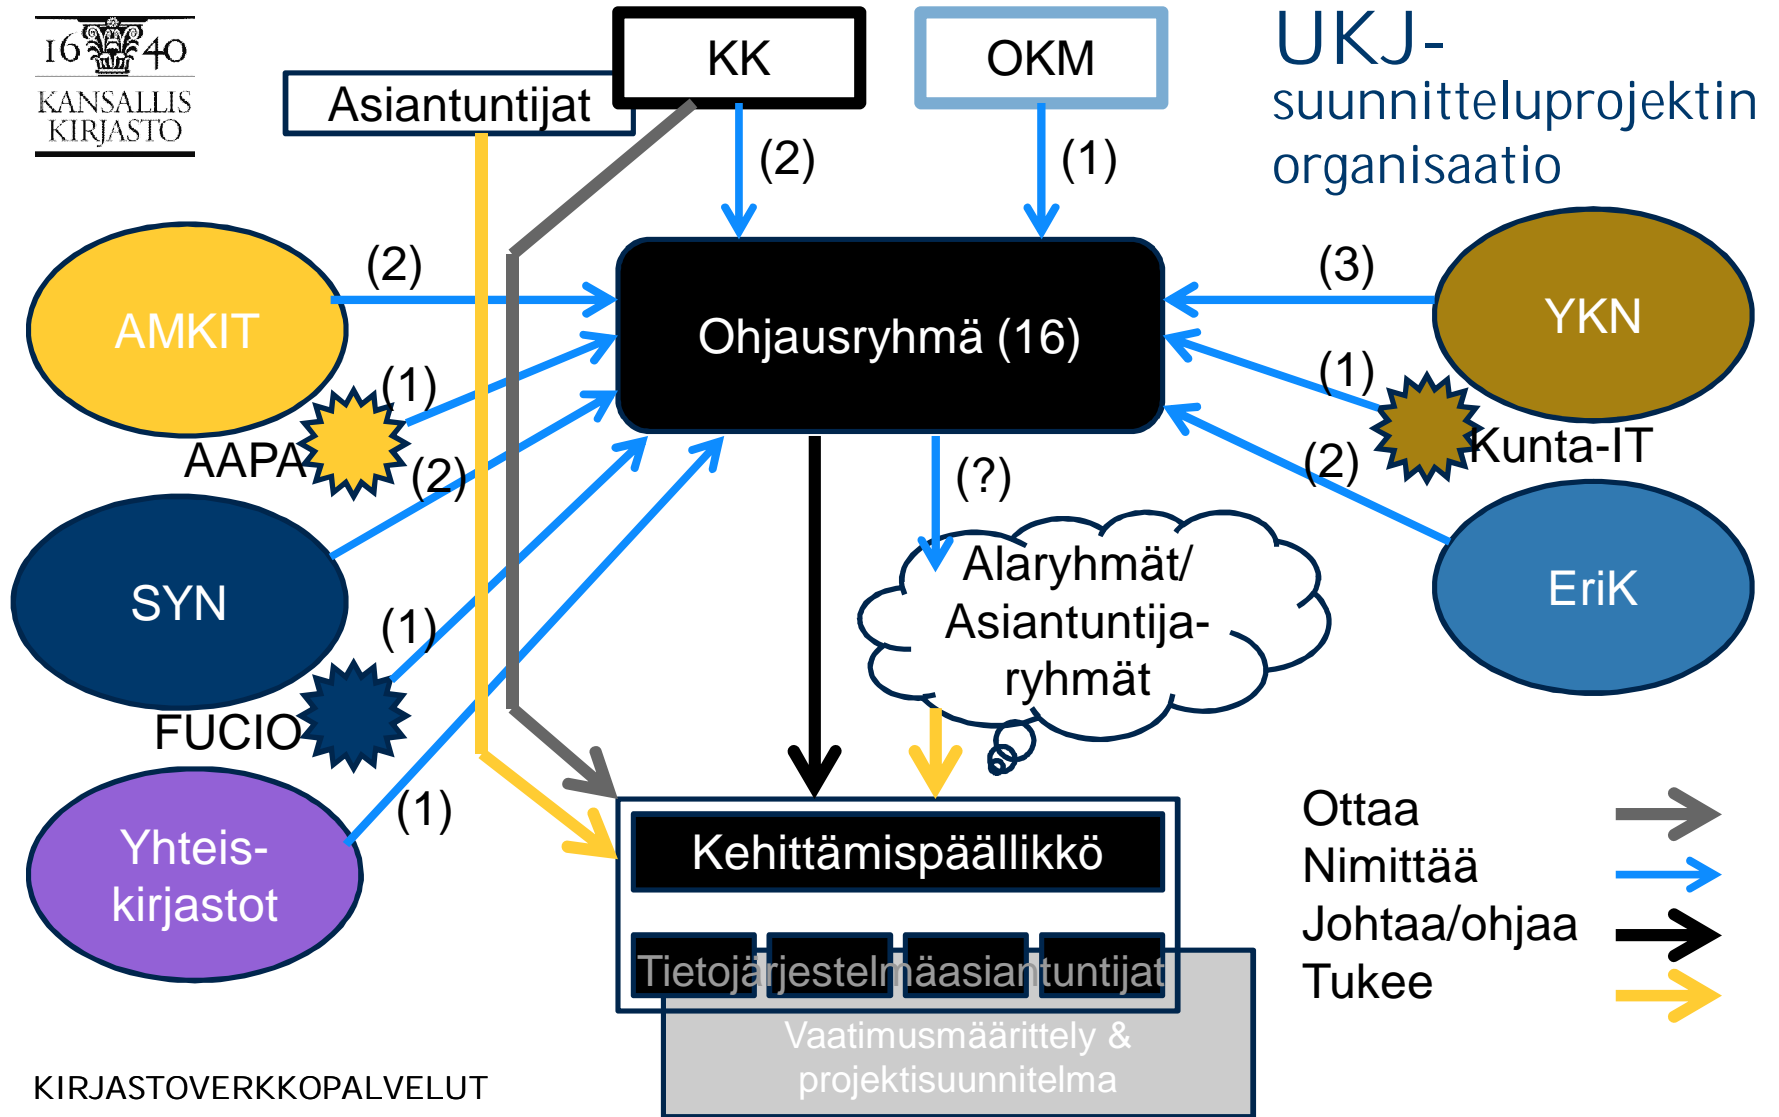 16 40
KANSALLIS
KIRJASTO
UKJ-
suunnitteluprojektin
organisaatio
KK
OKM
Asiantuntijat
(2)
(1)
AMKIT
(2)
(1)
AAPA
SYN
(2)
(1)
FUCIO
Yhteis-
kirjastot
(1)
Ohjausryhmä (16)
YKN
(3)
(1)
Kunta-IT
(2)
EriK
(?)
Alaryhmät/
Asiantuntija-
ryhmät
Kehittämispäällikkö
Tietojärjestelmäasiantuntijat
Vaatimusmäärittely &
projektisuunnitelma
Ottaa
Nimittää
Johtaa/ohjaa
Tukee
KIRJASTOVERKKOPALVELUT